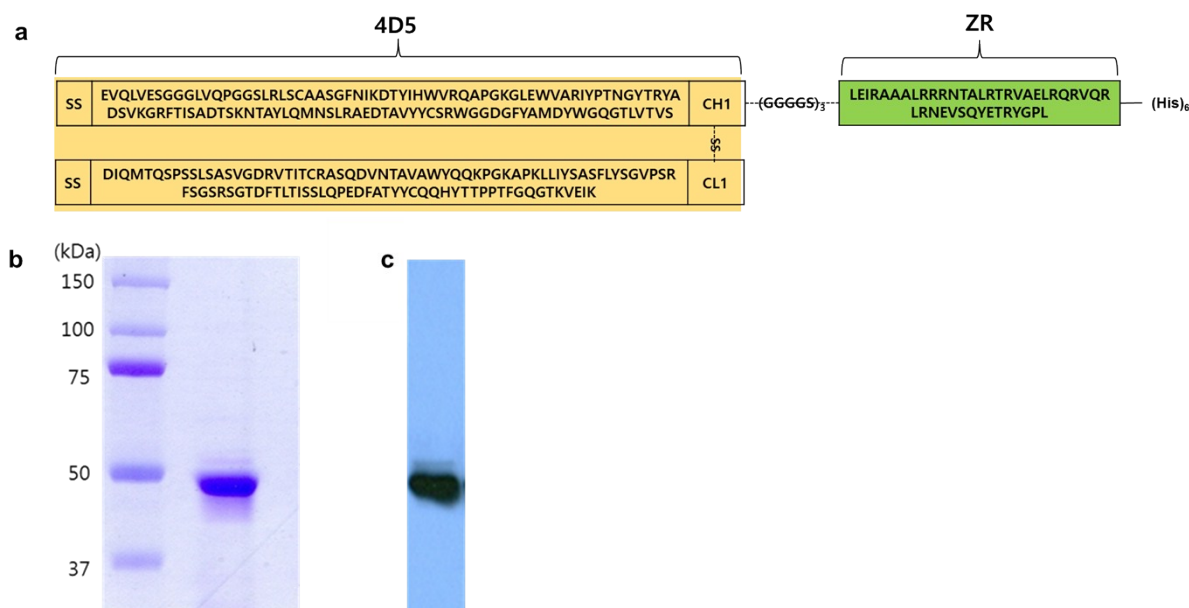 a
4D5
ZR
SS
EVQLVESGGGLVQPGGSLRLSCAASGFNIKDTYIHWVRQAPGKGLEWVARIYPTNGYTRYA
DSVKGRFTISADTSKNTAYLQMNSLRAEDTAVYYCSRWGGDGFYAMDYWGQGTLVTVS
CH1
(GGGGS)3
LEIRAAALRRRNTALRTRVAELRQRVQR
LRNEVSQYETRYGPL
(His)6
SS
SS
DIQMTQSPSSLSASVGDRVTITCRASQDVNTAVAWYQQKPGKAPKLLIYSASFLYSGVPSR
FSGSRSGTDFTLTISSLQPEDFATYYCQQHYTTPPTFGQGTKVEIK
CL1
b
(kDa)
150
100
75
50
37
c